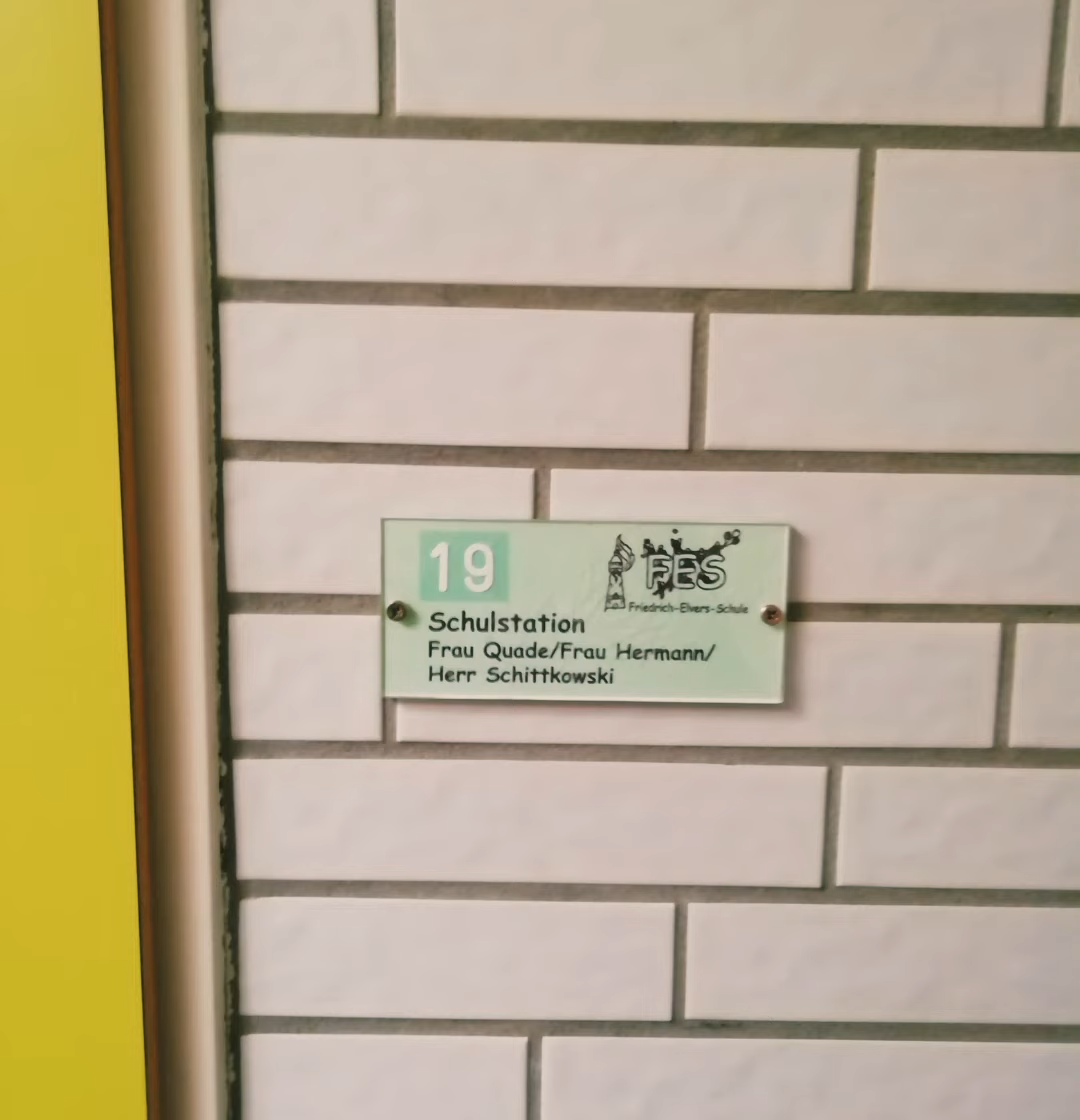 19
FES
Friedrich-Elvers-Schule
Schulstation
Frau Quade/Frau Hermann/
Herr Schittkowski